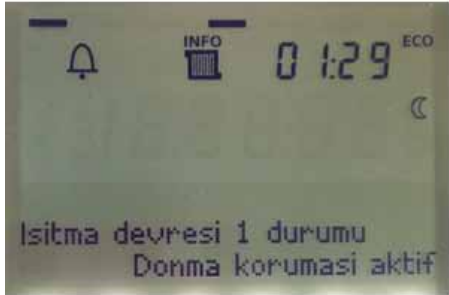 INFO
01:29 ECO
Isitma devresi 1 durumu
Donma korumasi aktif